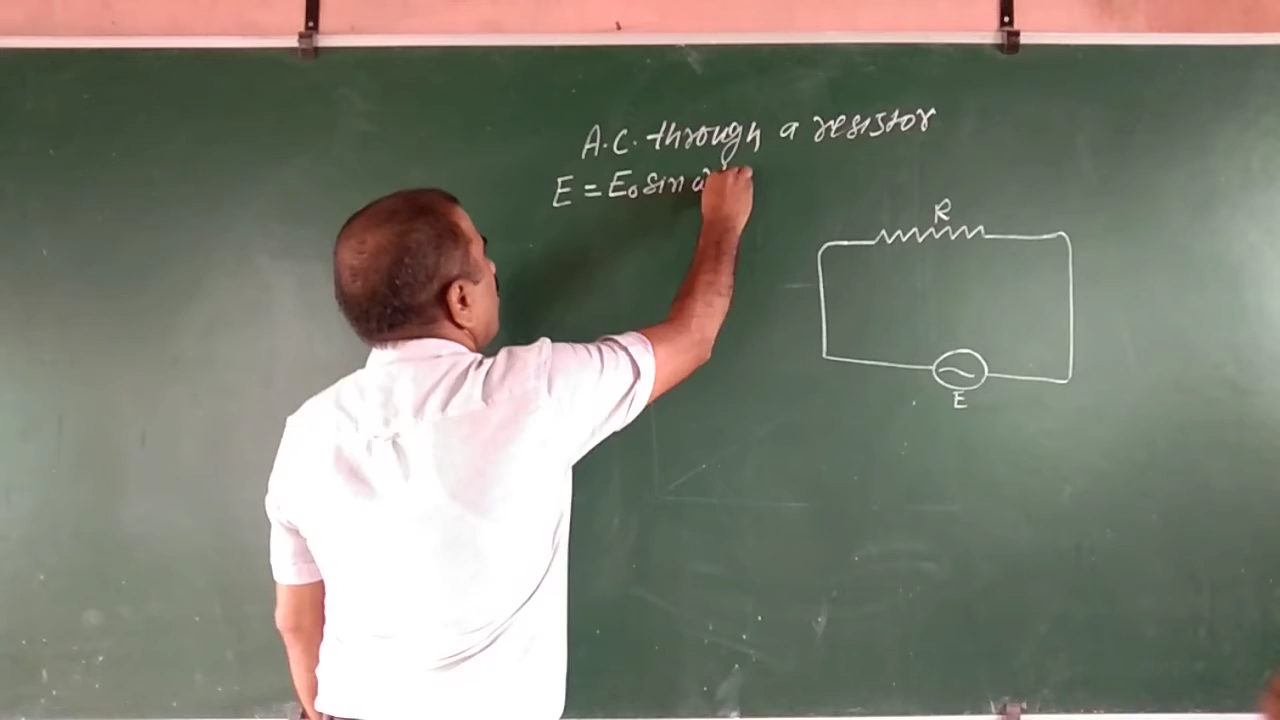 A.C. through a resistor
E = E₀ sin ω
R
E